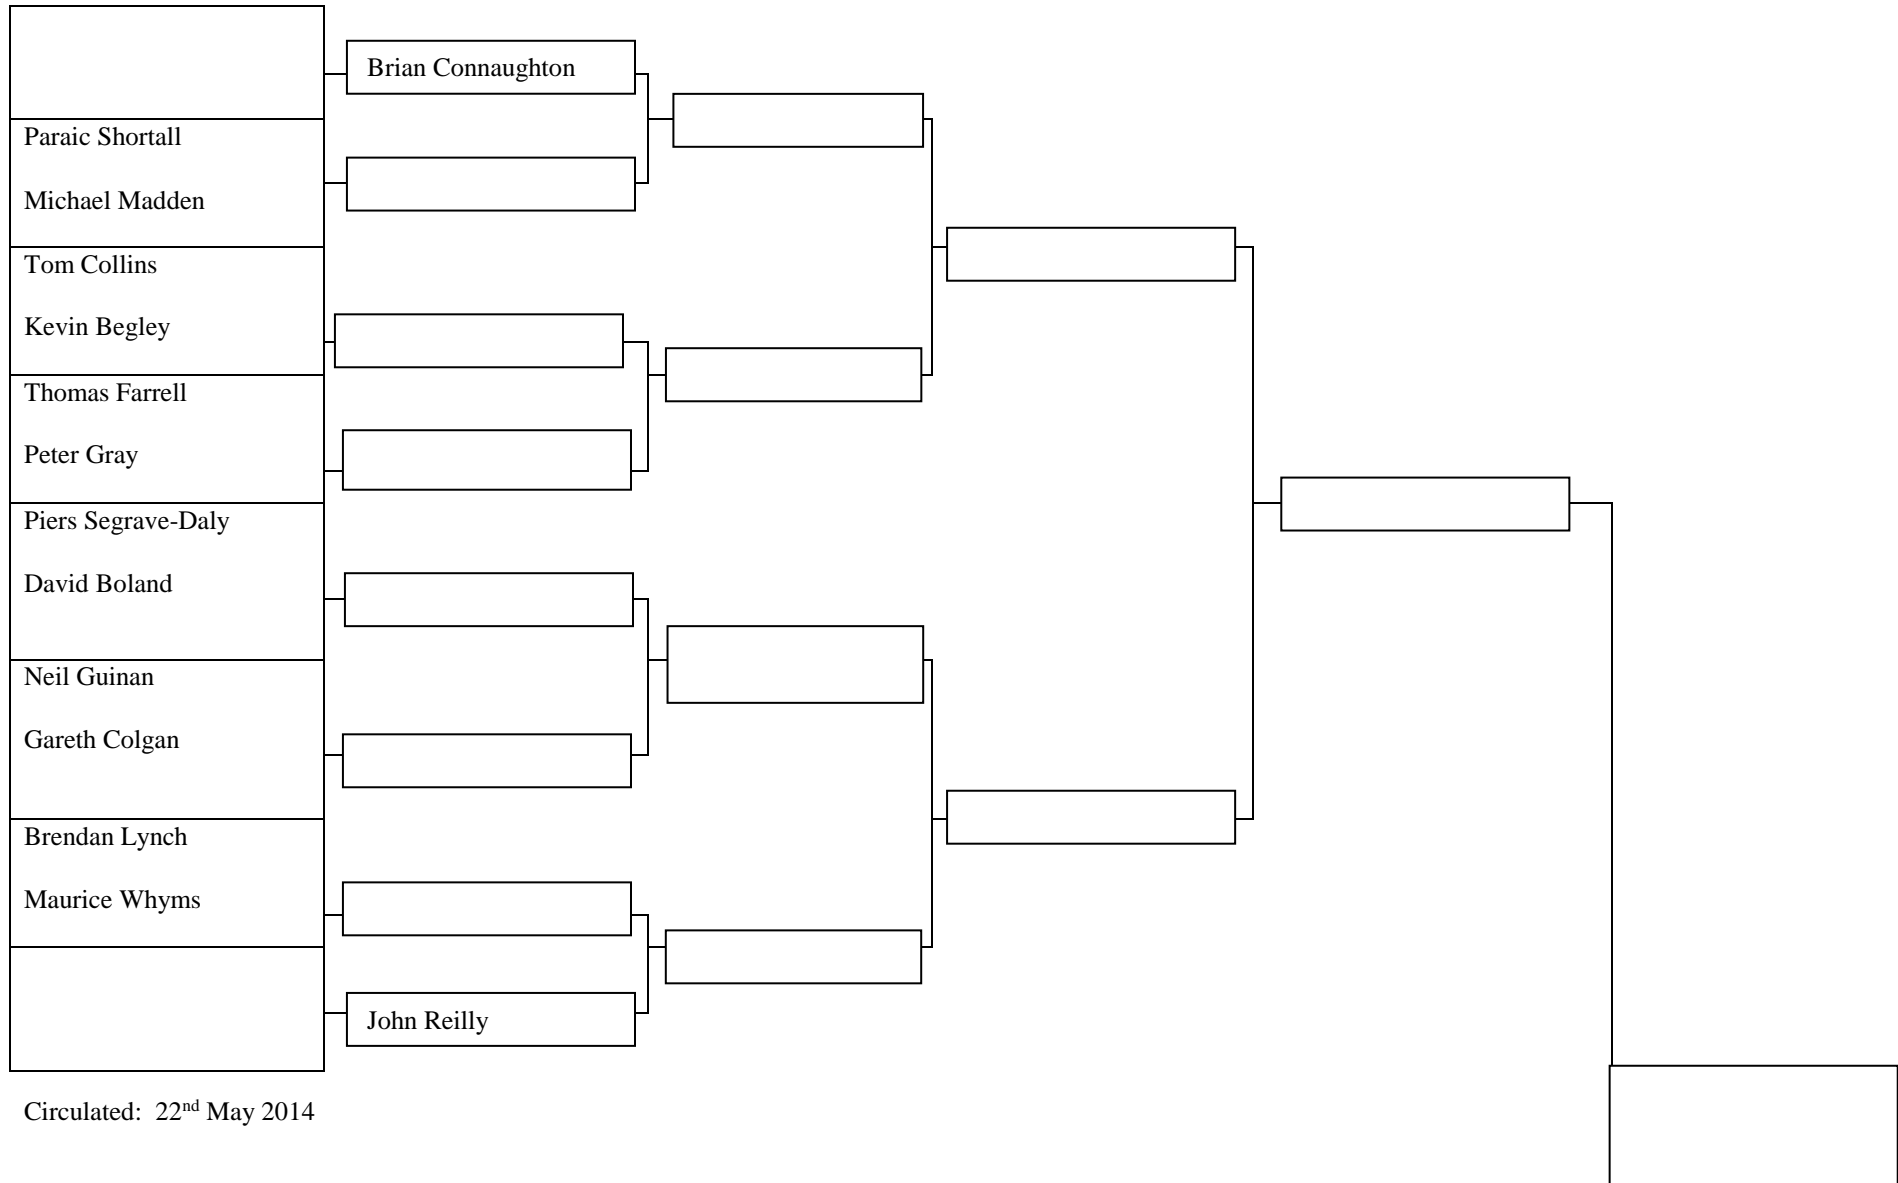 Brian Connaughton
Paraic Shortall
Michael Madden
Tom Collins
Kevin Begley
Thomas Farrell
Peter Gray
Piers Segrave-Daly
David Boland
Neil Guinan
Gareth Colgan
Brendan Lynch
Maurice Whyms
John Reilly
Circulated: 22nd May 2014